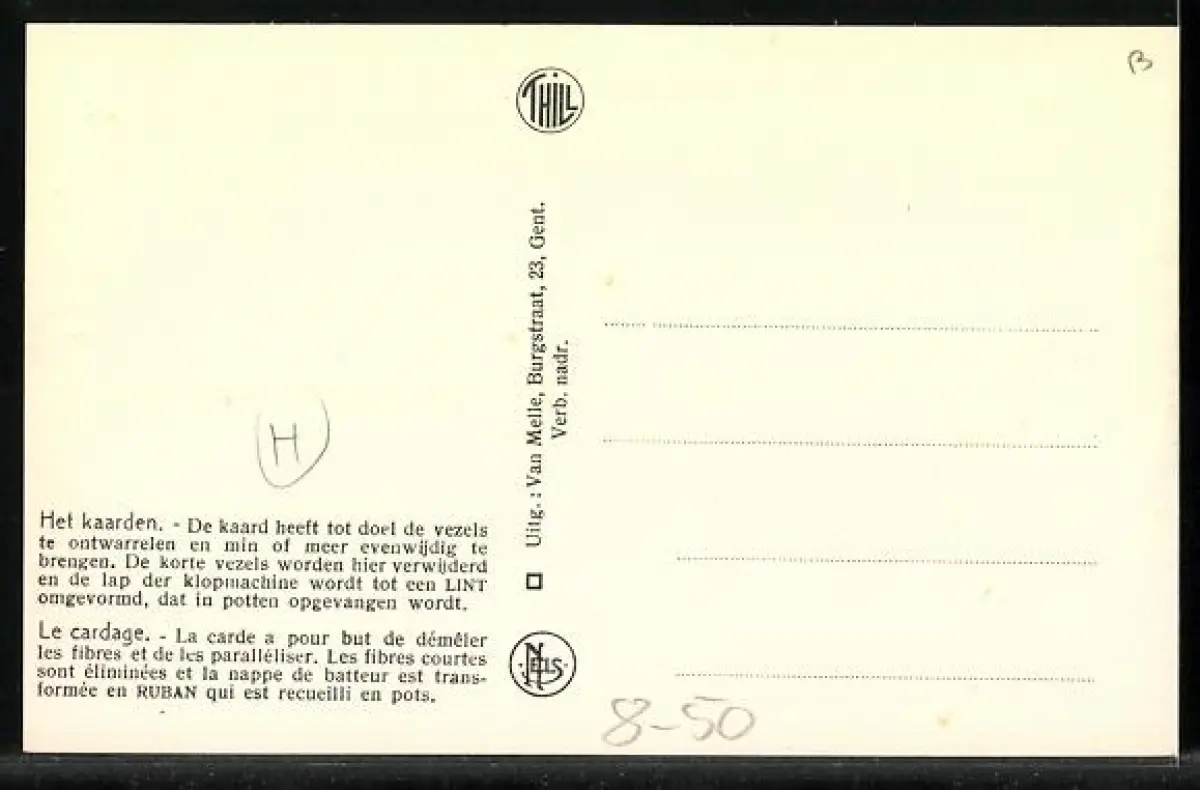 THILL
B
Uitg. : Van Melle, Burgstraat, 23, Gent.
Verb. nadr.
H
Het kaarden. - De kaard heeft tot doel de vezels
te ontwarrelen en min of meer evenwijdig te
brengen. De korte vezels worden hier verwijderd
en de lap der klopmachine wordt tot een LINT
omgevormd, dat in potten opgevangen wordt.
Le cardage. - La carde a pour but de démêler
les fibres et de les paralléliser. Les fibres courtes
sont éliminées et la nappe de batteur est trans-
formée en RUBAN qui est recueilli en pots.
NELS
8-50